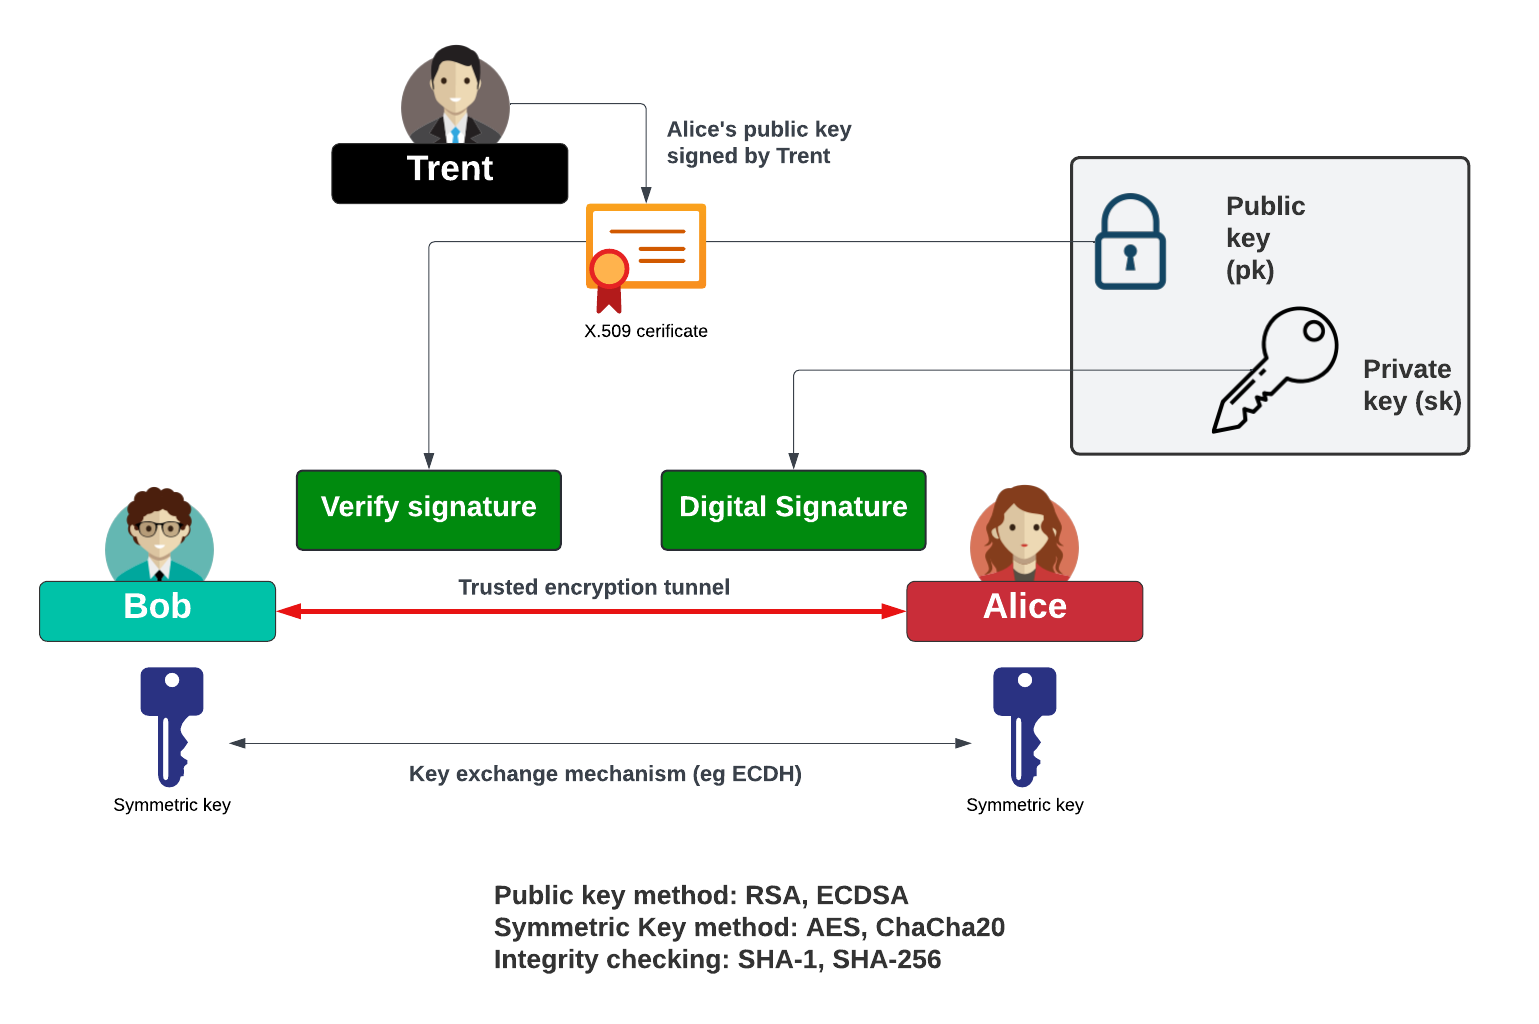 Trent
Alice's public key
signed by Trent
X.509 cerificate
Public
key
(pk)
Private
key (sk)
Verify signature
Digital Signature
Bob
Trusted encryption tunnel
Alice
Key exchange mechanism (eg ECDH)
Symmetric key
Symmetric key
Public key method: RSA, ECDSA
Symmetric Key method: AES, ChaCha20
Integrity checking: SHA-1, SHA-256